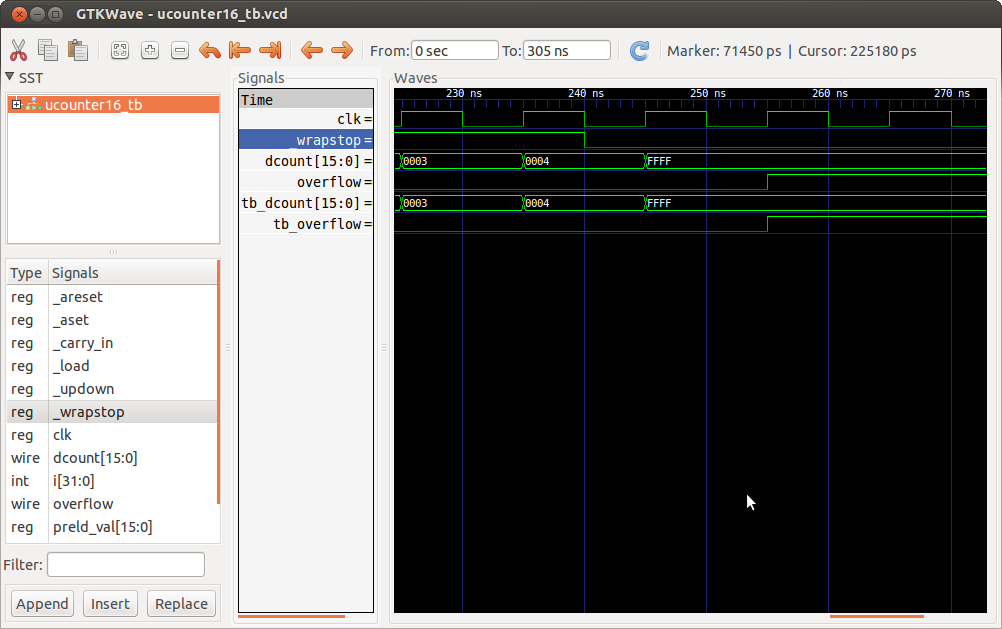 GTKWave - ucounter16_tb.vcd
From: 0 sec To: 305 ns Marker: 71450 ps | Cursor: 225180 ps
SST
ucounter16_tb
Type Signals
reg _areset
reg _aset
reg _carry_in
reg _load
reg _updown
reg _wrapstop
reg clk
wire dcount[15:0]
int i[31:0]
wire overflow
reg preld_val[15:0]
Filter:
Append Insert Replace
Signals
Time
clk =
_wrapstop =
dcount[15:0] =
overflow =
tb_dcount[15:0] =
tb_overflow =
Waves
230 ns 240 ns 250 ns 260 ns 270 ns
0003 0004 FFFF
0003 0004 FFFF